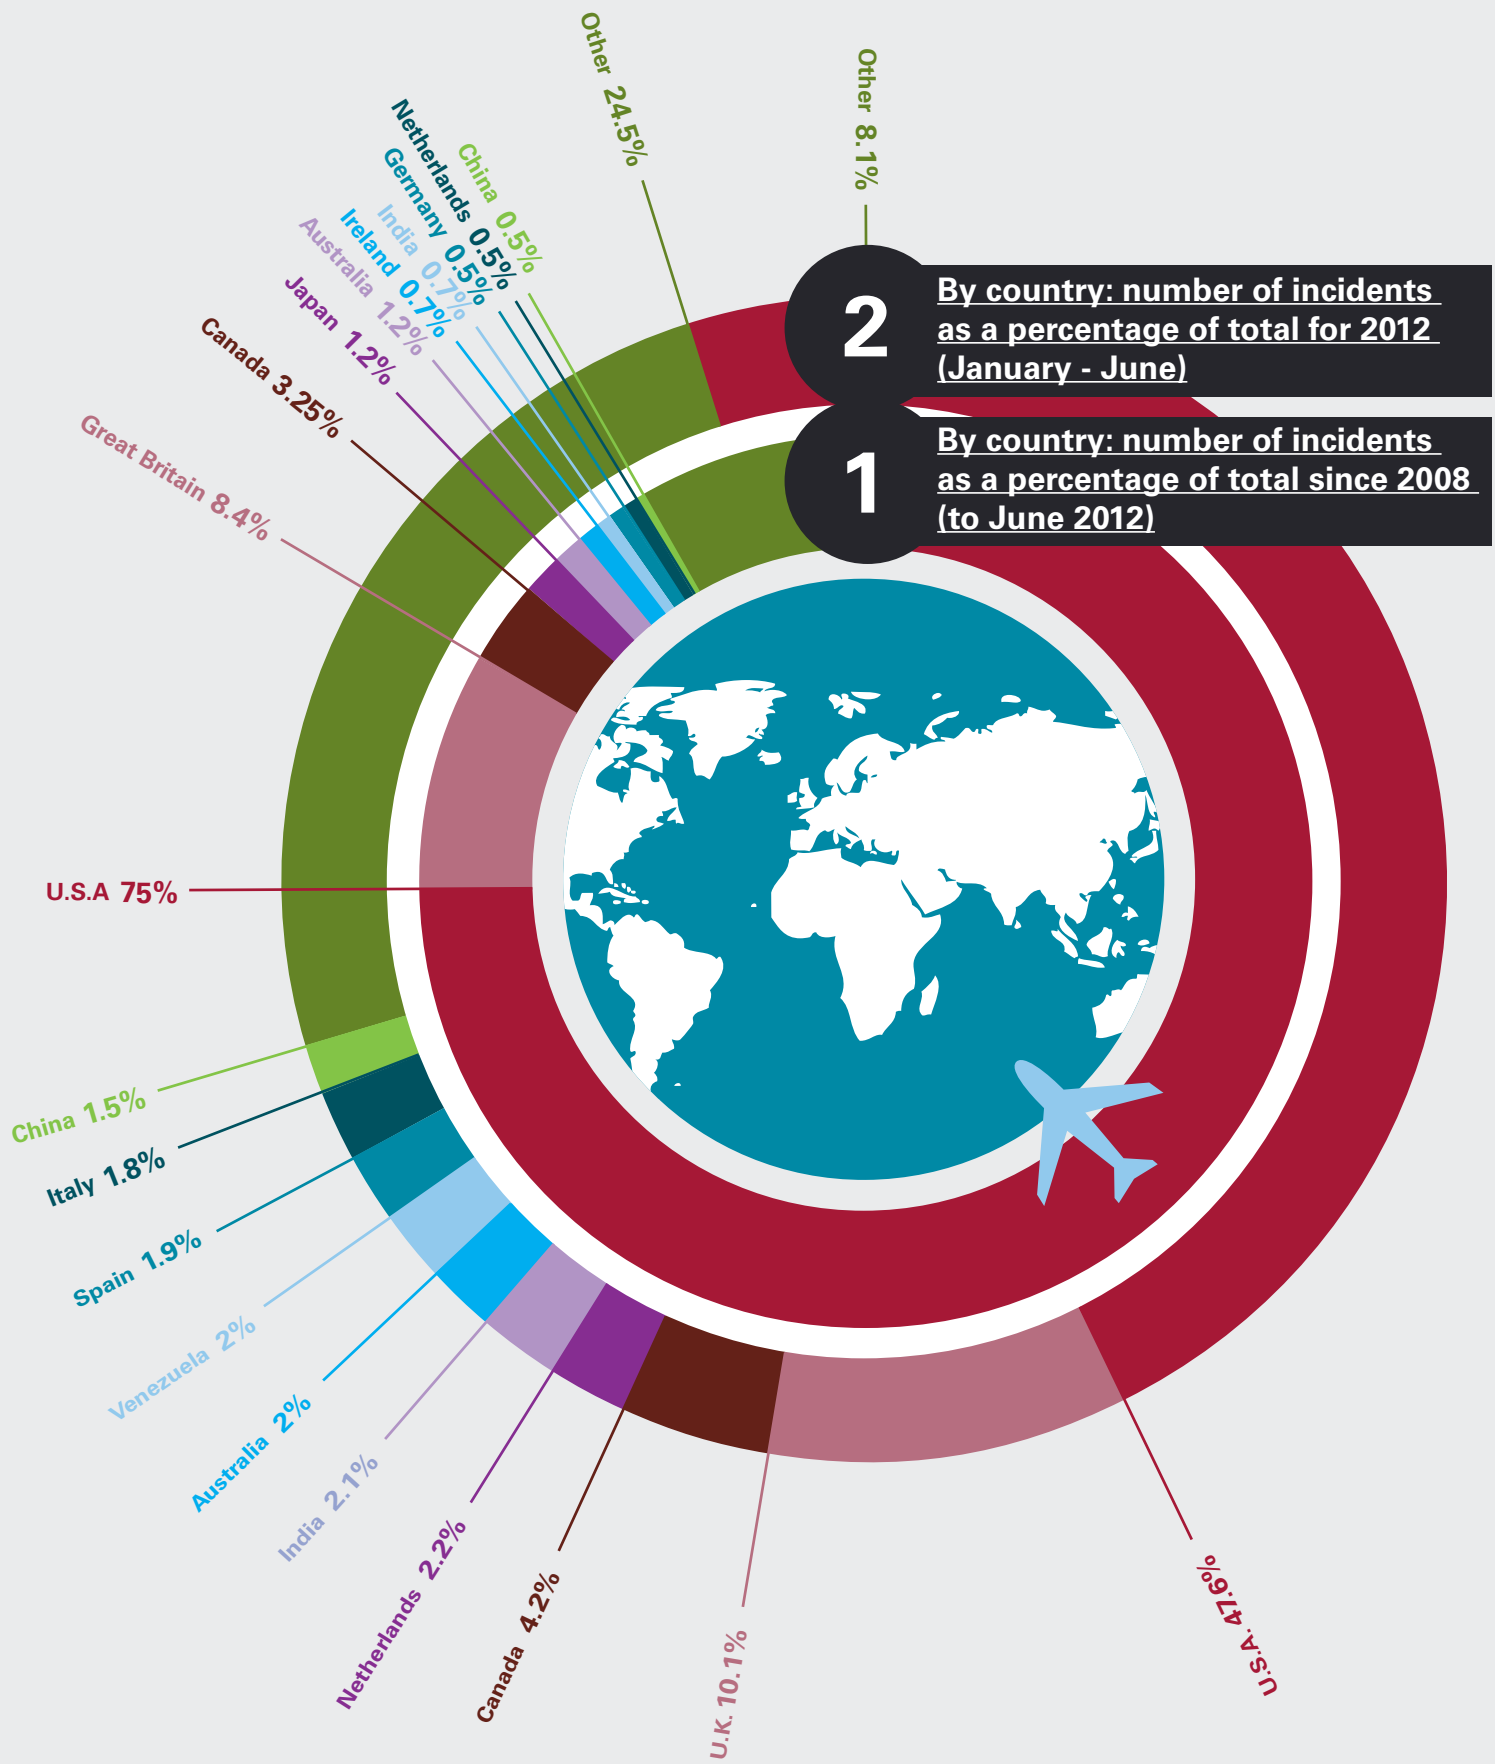 Other 24.5%
Other 8.1%
China 0.5%
Netherlands 0.5%
Germany 0.5%
India 0.7%
Ireland 0.7%
Australia 1.2%
Japan 1.2%
Canada 3.25%
Great Britain 8.4%
U.S.A 75%
2
By country: number of incidents
as a percentage of total for 2012
(January - June)
1
By country: number of incidents
as a percentage of total since 2008
(to June 2012)
China 1.5%
Italy 1.8%
Spain 1.9%
Venezuela 2%
Australia 2%
India 2.1%
Netherlands 2.2%
Canada 4.2%
U.K. 10.1%
U.S.A. 47.6%